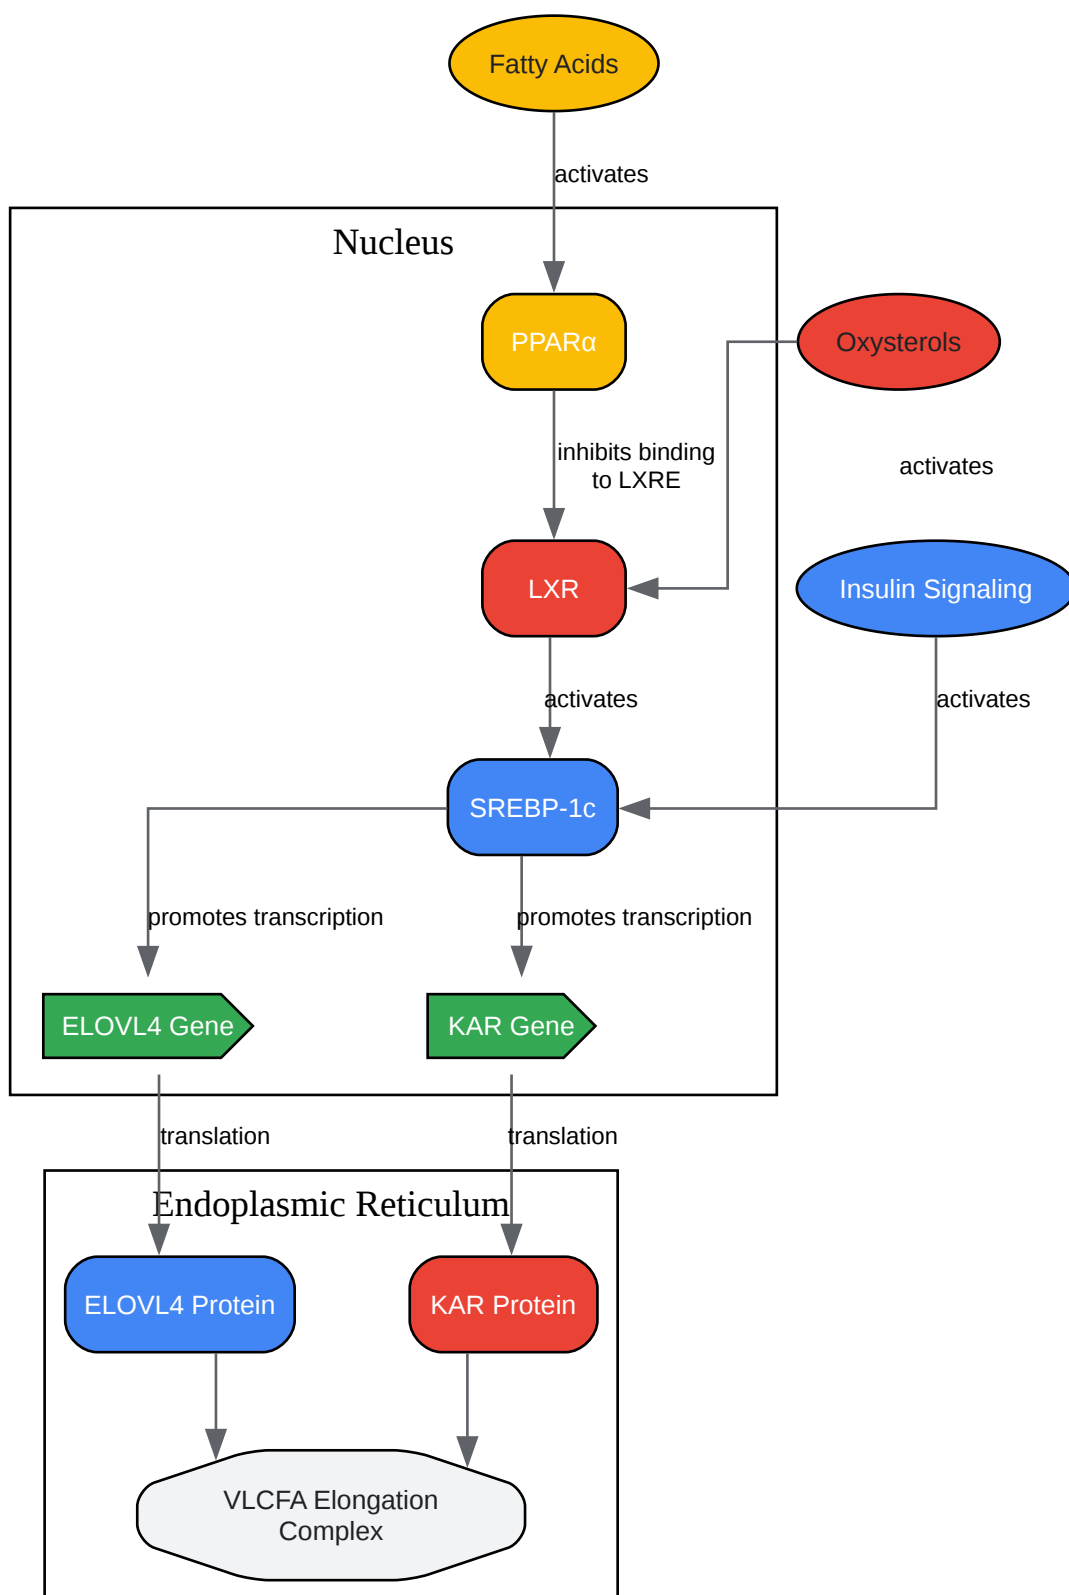 Fatty Acids
activates
Nucleus
PPARα
Oxysterols
inhibits binding
to LXRE
activates
LXR
Insulin Signaling
activates
activates
SREBP-1c
promotes transcription
promotes transcription
ELOVL4 Gene
KAR Gene
translation
translation
Endoplasmic Reticulum
ELOVL4 Protein
KAR Protein
VLCFA Elongation
Complex